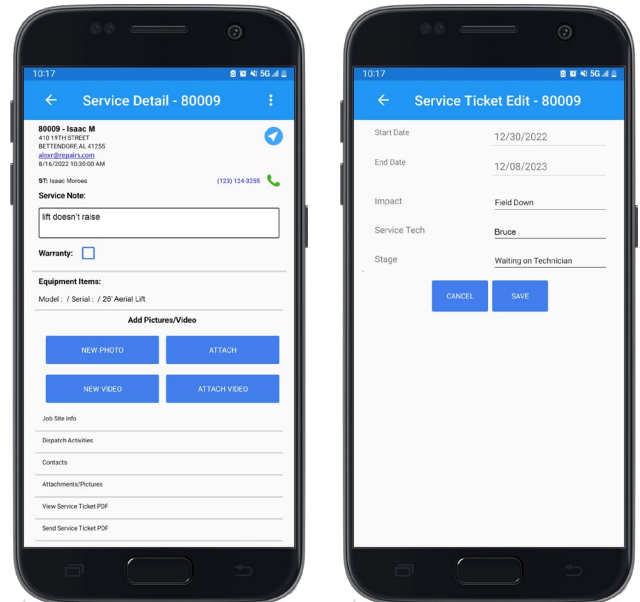 10:17
5G
Service Detail - 80009
80009 - Isaac M
410 19TH STREET
BETTENDORF, AL 41255
alexr@repairs.com
8/16/2022 10:30:00 AM
ST: Isaac Moroes
(123) 124-3255
Service Note:
lift doesn't raise
Warranty:
Equipment Items:
Model : / Serial : / 26' Aerial Lift
Add Pictures/Video
NEW PHOTO
ATTACH
NEW VIDEO
ATTACH VIDEO
Job Site Info
Dispatch Activities
Contacts
Attachments/Pictures
View Service Ticket PDF
Send Service Ticket PDF
10:17
5G
Service Ticket Edit - 80009
Start Date
12/30/2022
End Date
12/08/2023
Impact
Field Down
Service Tech
Bruce
Stage
Waiting on Technician
CANCEL
SAVE